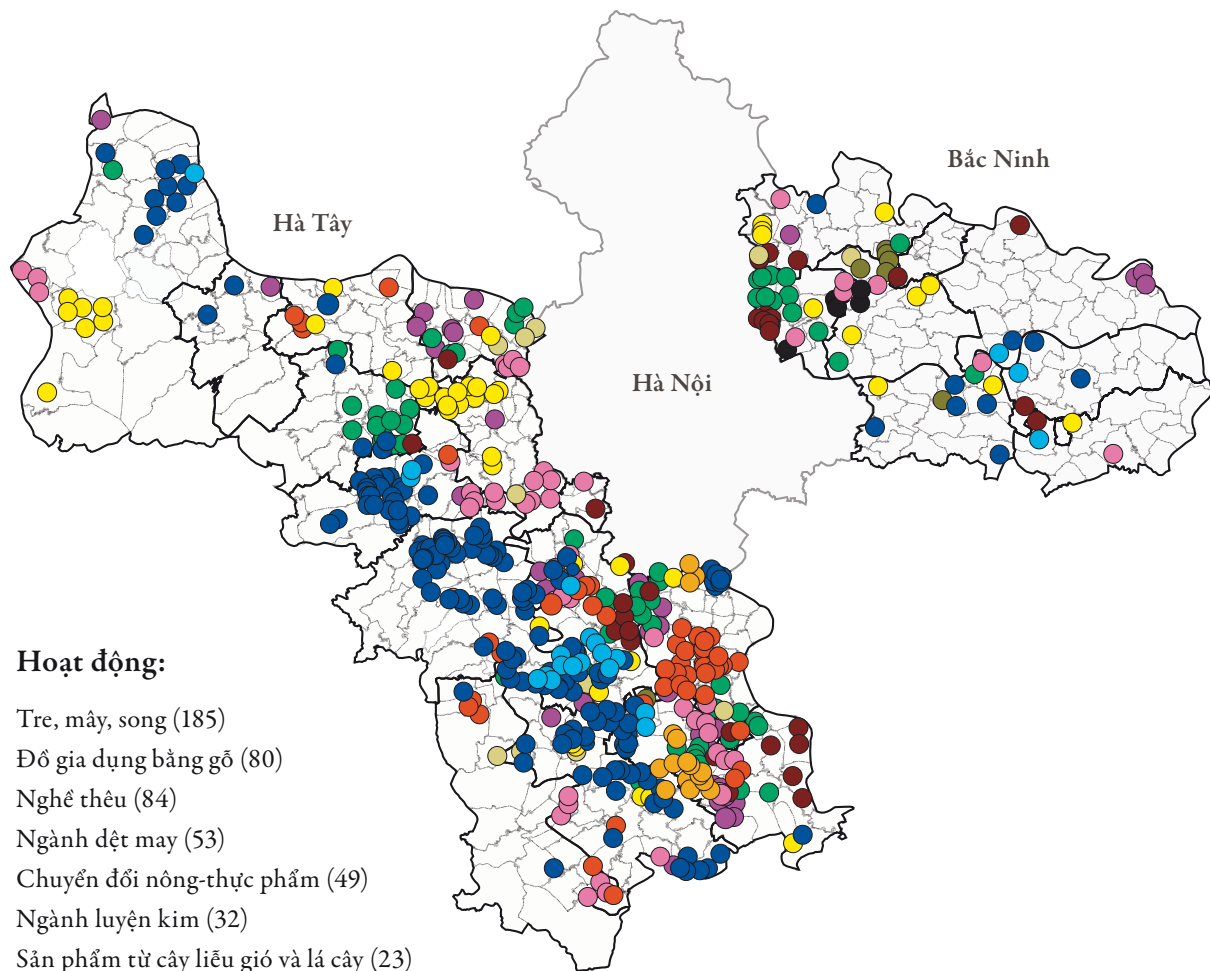 Bắc Ninh
Hà Tây
Hà Nội
Hoạt động:
Tre, mây, song (185)
Đồ gia dụng bằng gỗ (80)
Nghề thêu (84)
Ngành dệt may (53)
Chuyển đổi nông-thực phẩm (49)
Ngành luyện kim (32)
Sản phẩm từ cây liễu gió và lá cây (23)